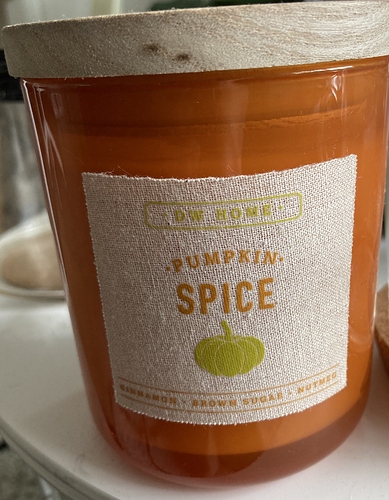 DW HOME
·PUMPKIN·
SPICE
CINNAMON · BROWN SUGAR · NUTMEG